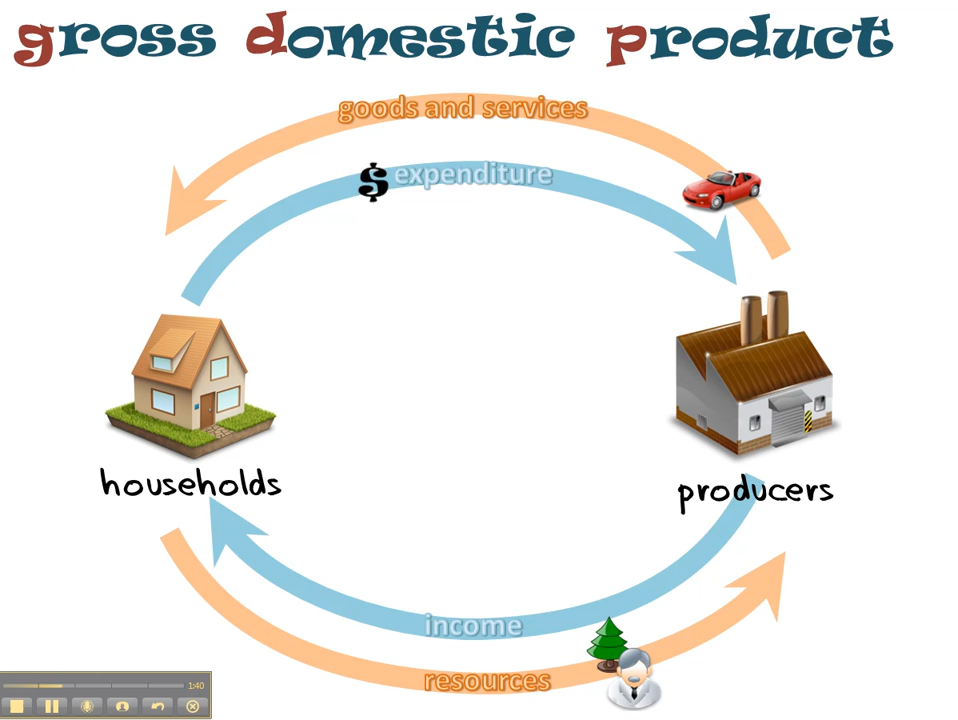 gross domestic product
goods and services
$ expenditure
households
producers
income
resources
1:40